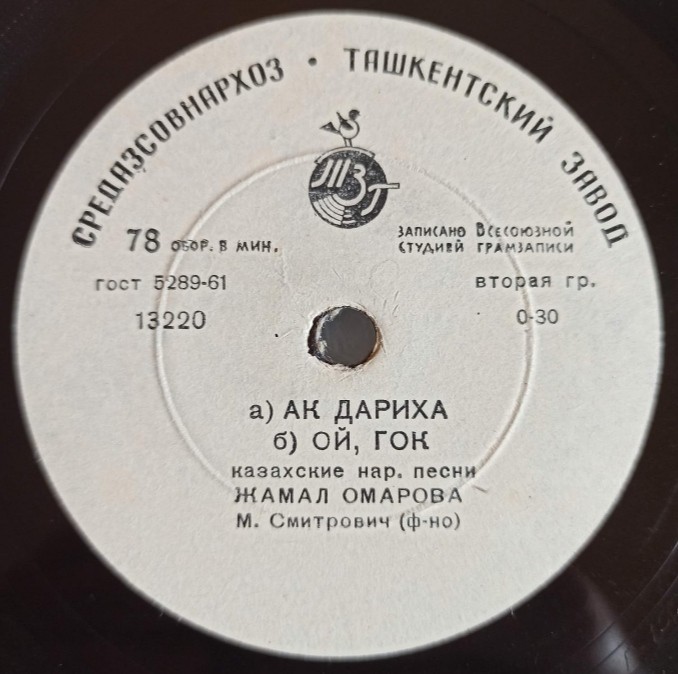 СРЕДАЗСОВНАРХОЗ • ТАШКЕНТСКИЙ ЗАВОД
ТЗГ
78 ОБОР. В МИН.
ЗАПИСАНО ВСЕСОЮЗНОЙ
СТУДИЕЙ ГРАМЗАПИСИ
ГОСТ 5289-61
ВТОРАЯ ГР.
13220
0-30
а) АК ДАРИХА
б) ОЙ, ГОК
казахские нар. песни
ЖАМАЛ ОМАРОВА
М. Смитрович (ф-но)